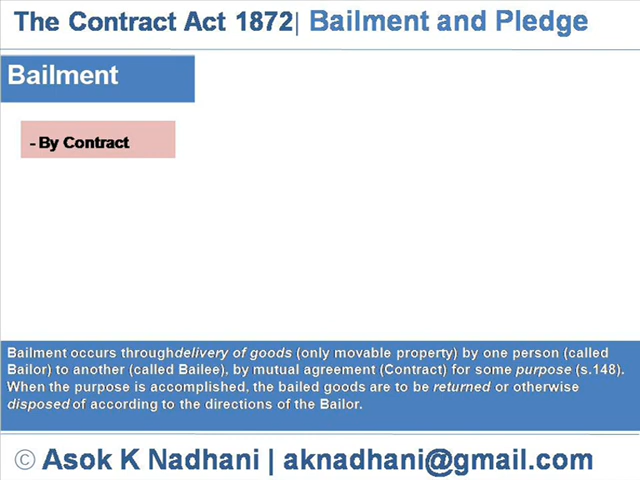 The Contract Act 1872| Bailment and Pledge
Bailment
- By Contract
Bailment occurs throughdelivery of goods (only movable property) by one person (called
Bailor) to another (called Bailee), by mutual agreement (Contract) for some purpose (s.148).
When the purpose is accomplished, the bailed goods are to be returned or otherwise
disposed of according to the directions of the Bailor.
© Asok K Nadhani | aknadhani@gmail.com